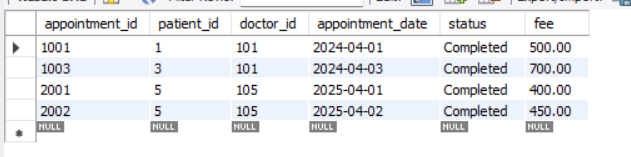 appointment_id patient_id doctor_id appointment_date status fee
1001 1 101 2024-04-01 Completed 500.00
1003 3 101 2024-04-03 Completed 700.00
2001 5 105 2025-04-01 Completed 400.00
2002 5 105 2025-04-02 Completed 450.00
NULL NULL NULL NULL NULL NULL